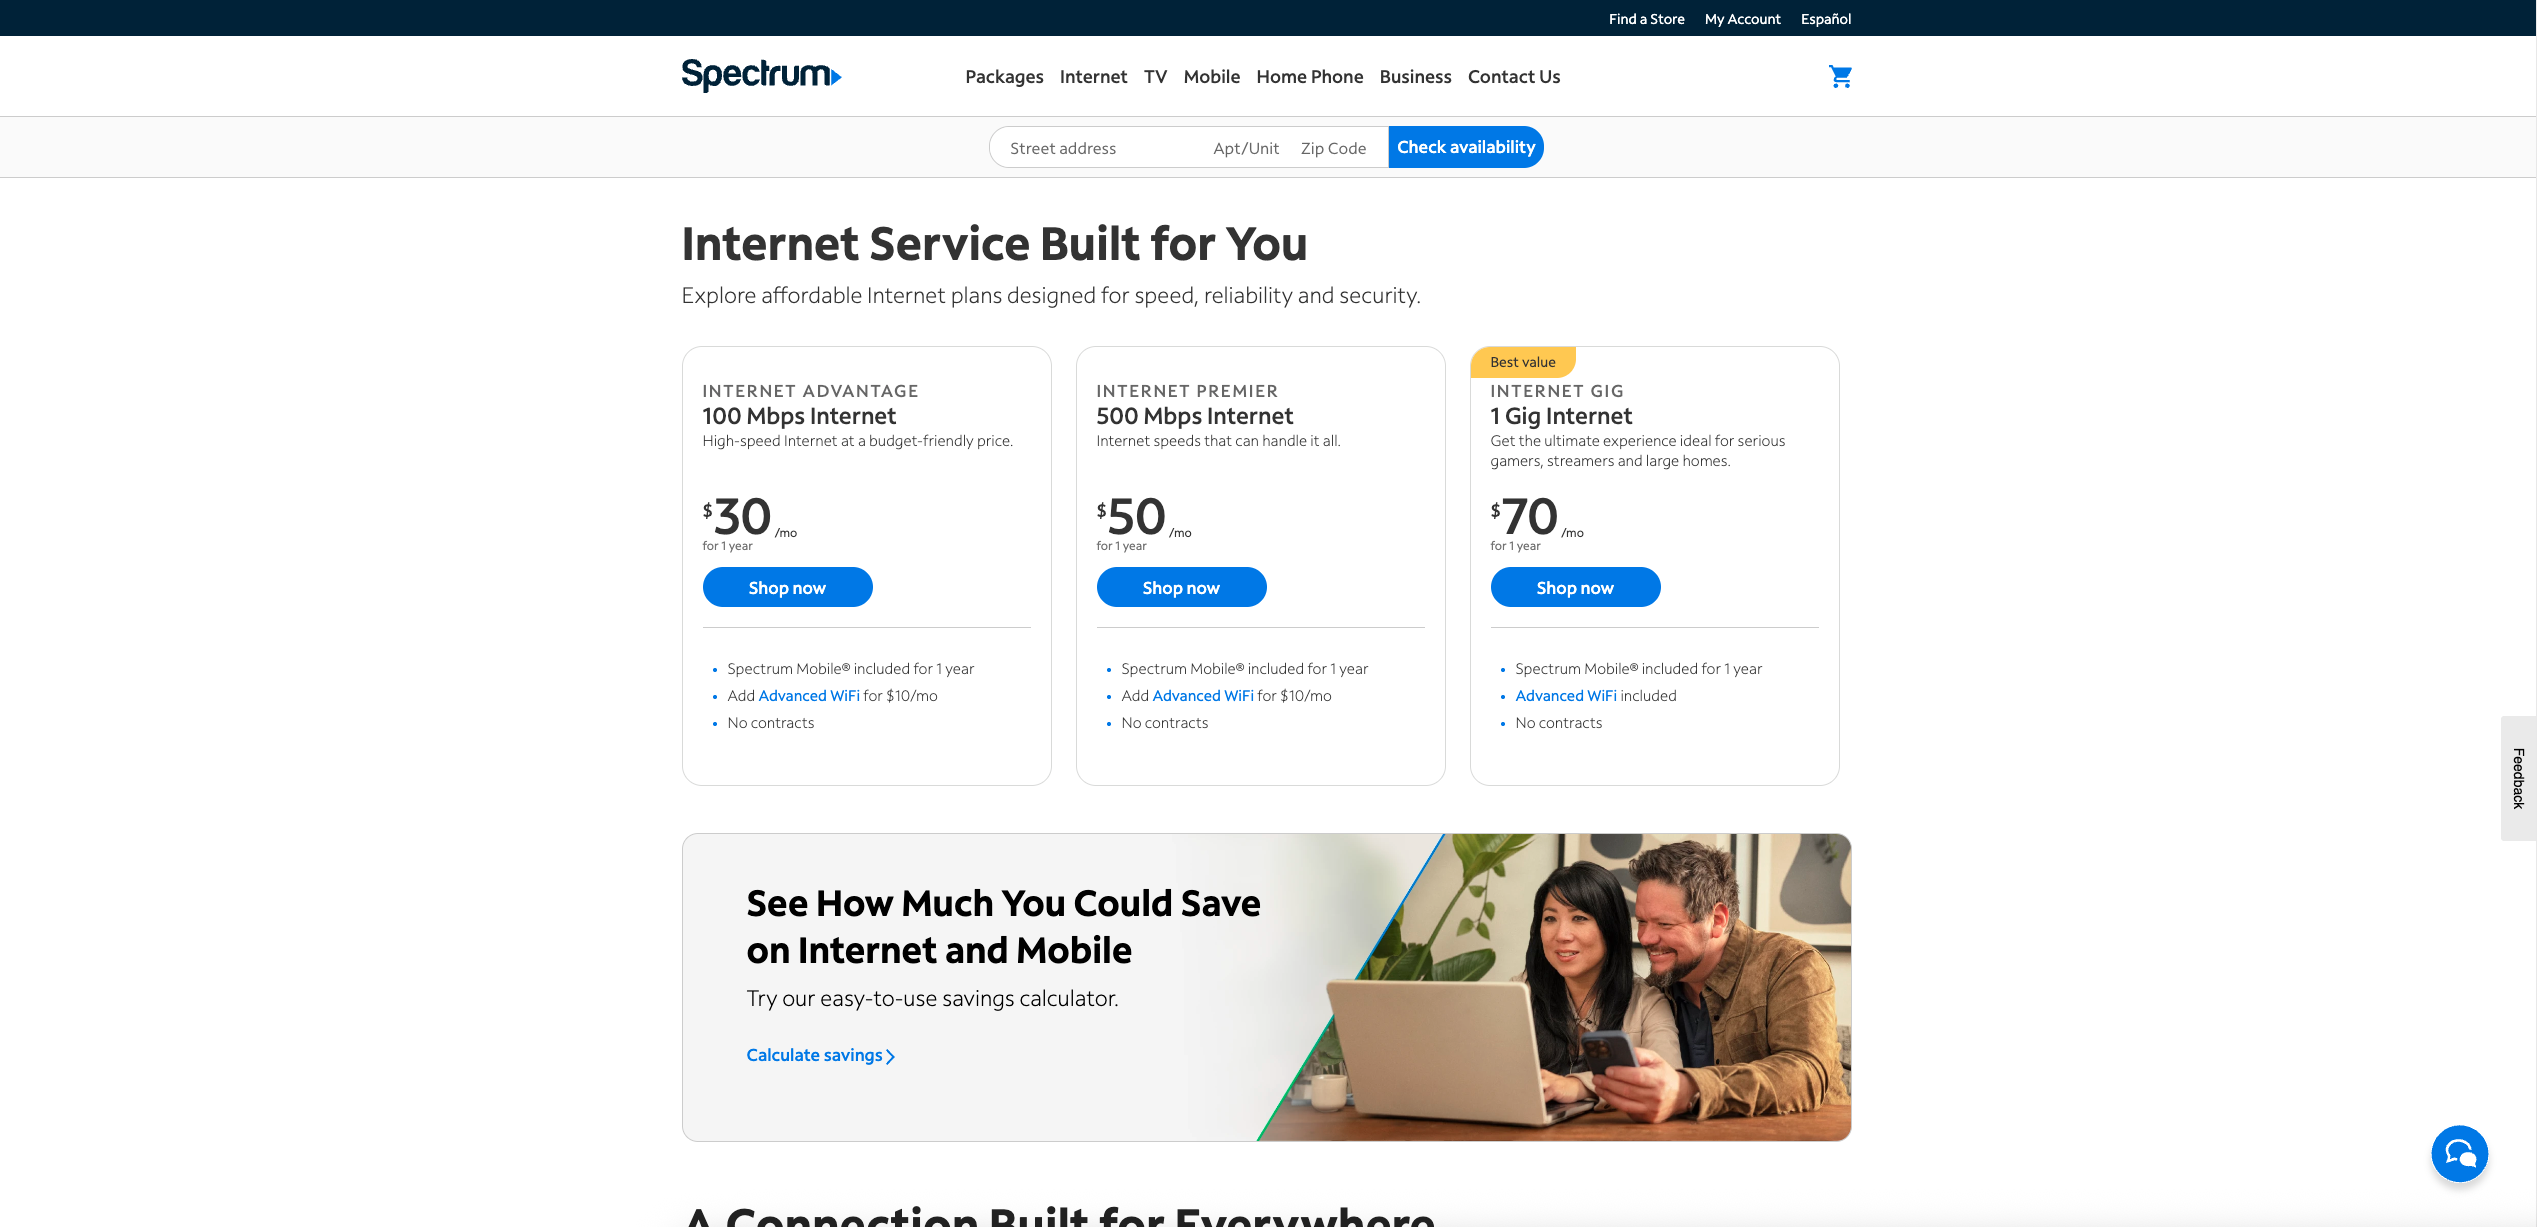 Find a Store My Account Español
Spectrum
Packages Internet TV Mobile Home Phone Business Contact Us
Street address Apt/Unit Zip Code Check availability
Internet Service Built for You
Explore affordable Internet plans designed for speed, reliability and security.
INTERNET ADVANTAGE
100 Mbps Internet
High-speed Internet at a budget-friendly price.
$30 /mo
for 1 year
Shop now
Spectrum Mobile® included for 1 year
Add Advanced WiFi for $10/mo
No contracts
INTERNET PREMIER
500 Mbps Internet
Internet speeds that can handle it all.
$50 /mo
for 1 year
Shop now
Spectrum Mobile® included for 1 year
Add Advanced WiFi for $10/mo
No contracts
Best value
INTERNET GIG
1 Gig Internet
Get the ultimate experience ideal for serious
gamers, streamers and large homes.
$70 /mo
for 1 year
Shop now
Spectrum Mobile® included for 1 year
Advanced WiFi included
No contracts
Feedback
See How Much You Could Save
on Internet and Mobile
Try our easy-to-use savings calculator.
Calculate savings
A Connection Built for Everywhere